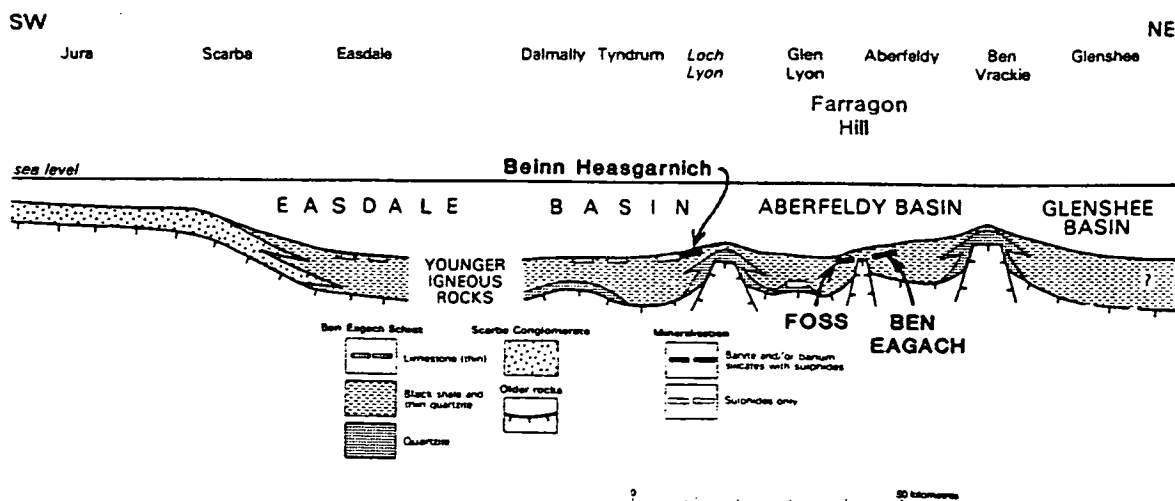 SW
NE
Jura Scarba Easdale Dalmally Tyndrum Loch Lyon Glen Lyon Aberfeldy Ben Vrackie Glenshee
Farragon Hill
sea level
Beinn Heasgarnich
EASDALE BASIN ABERFELDY BASIN GLENSHEE BASIN
YOUNGER IGNEOUS ROCKS
?
FOSS
BEN EAGACH
Ben Eagach Schist
Limestone (thin)
Black shale and thin quartzite
Quartzite
Scarba Conglomerate
Older rocks
Mineralisation
Baryte and/or barium silicates with sulphides
Sulphides only
0 50 kilometres